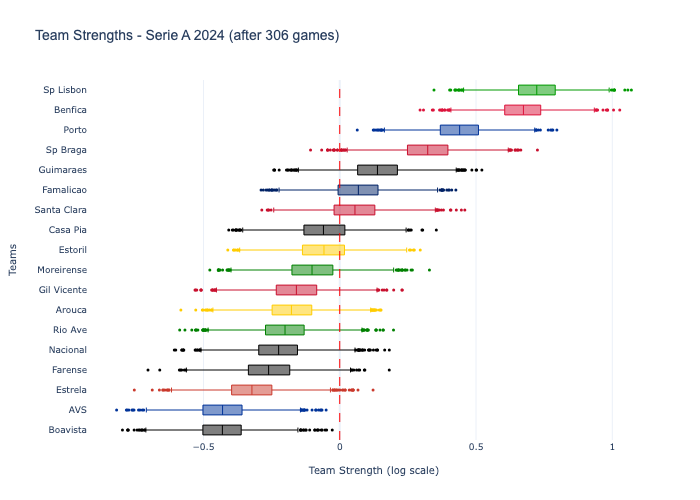 Team Strengths - Serie A 2024 (after 306 games)
Sp Lisbon
Benfica
Porto
Sp Braga
Guimaraes
Famalicao
Santa Clara
Casa Pia
Estoril
Moreirense
Gil Vicente
Arouca
Rio Ave
Nacional
Farense
Estrela
AVS
Boavista
Teams
−0.5 0 0.5 1
Team Strength (log scale)